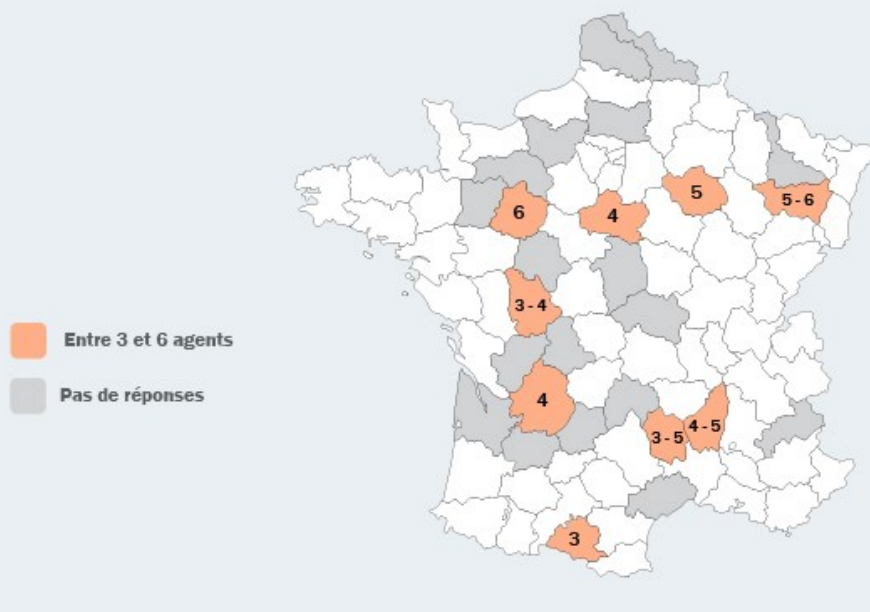 5
5 - 6
6
4
3 - 4
Entre 3 et 6 agents
Pas de réponses
4
4 - 5
3 - 5
3